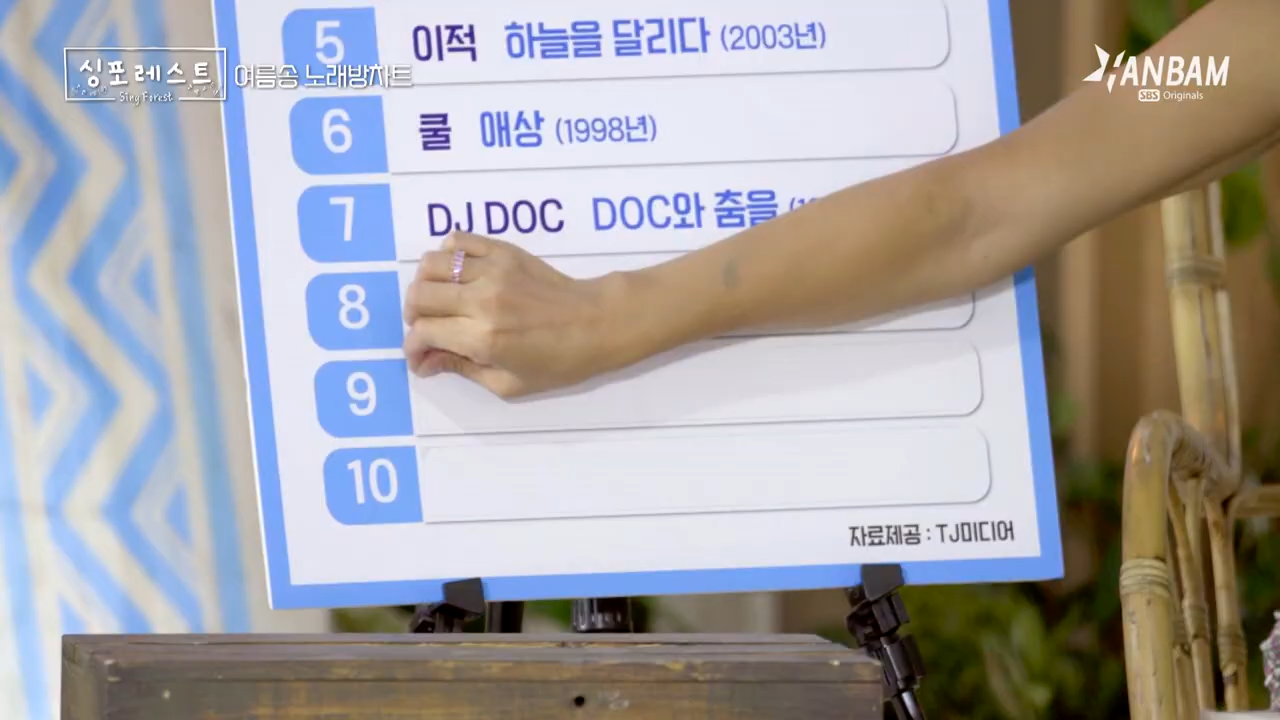 싱포레스트
Sing Forest
여름송 노래방차트
HANBAM
SBS Originals
5 이적 하늘을 달리다 (2003년)
6 쿨 애상 (1998년)
7 DJ DOC DOC와 춤을
8
9
10
자료제공 : TJ미디어